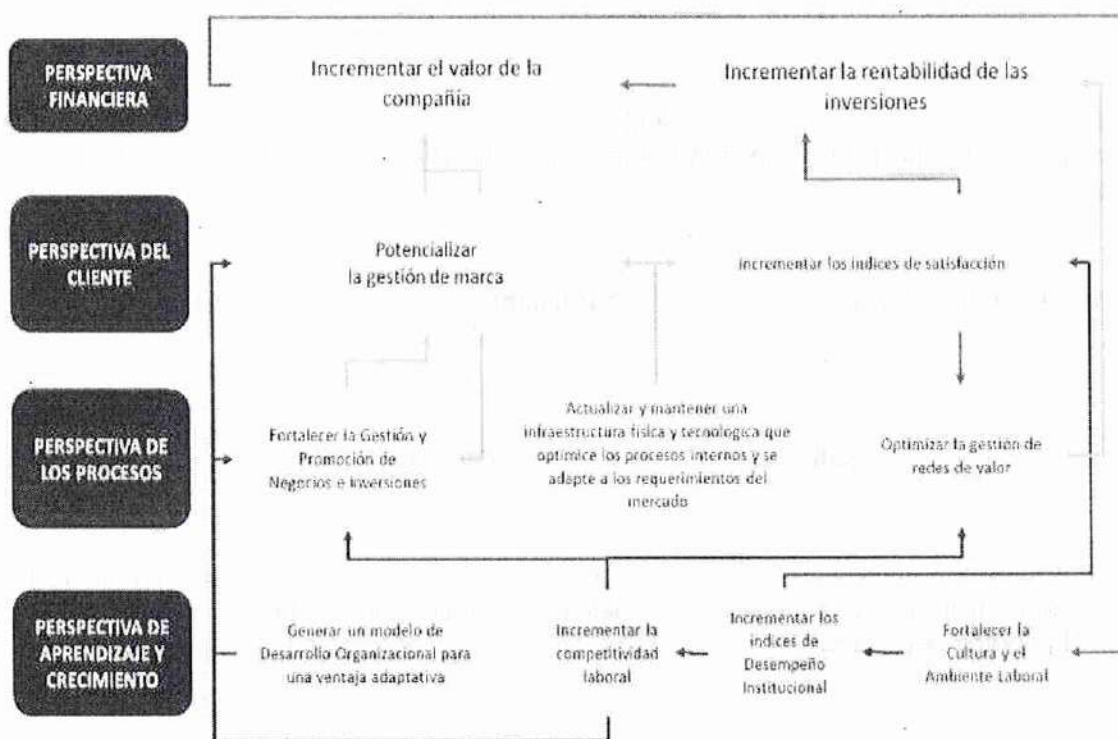 PERSPECTIVA
FINANCIERA
Incrementar el valor de la
compañía
Incrementar la rentabilidad de las
inversiones
PERSPECTIVA DEL
CLIENTE
Potencializar
la gestión de marca
Incrementar los índices de satisfacción
PERSPECTIVA DE
LOS PROCESOS
Fortalecer la Gestión y
Promoción de
Negocios e Inversiones
Actualizar y mantener una
infraestructura física y tecnologica que
optimice los procesos internos y se
adapte a los requerimientos del
mercado
Optimizar la gestión de
redes de valor
PERSPECTIVA DE
APRENDIZAJE Y
CRECIMIENTO
Generar un modelo de
Desarrollo Organizacional para
una ventaja adaptativa
Incrementar la
competitividad
laboral
Incrementar los
índices de
Desempeño
Institucional
Fortalecer la
Cultura y el
Ambiente Laboral